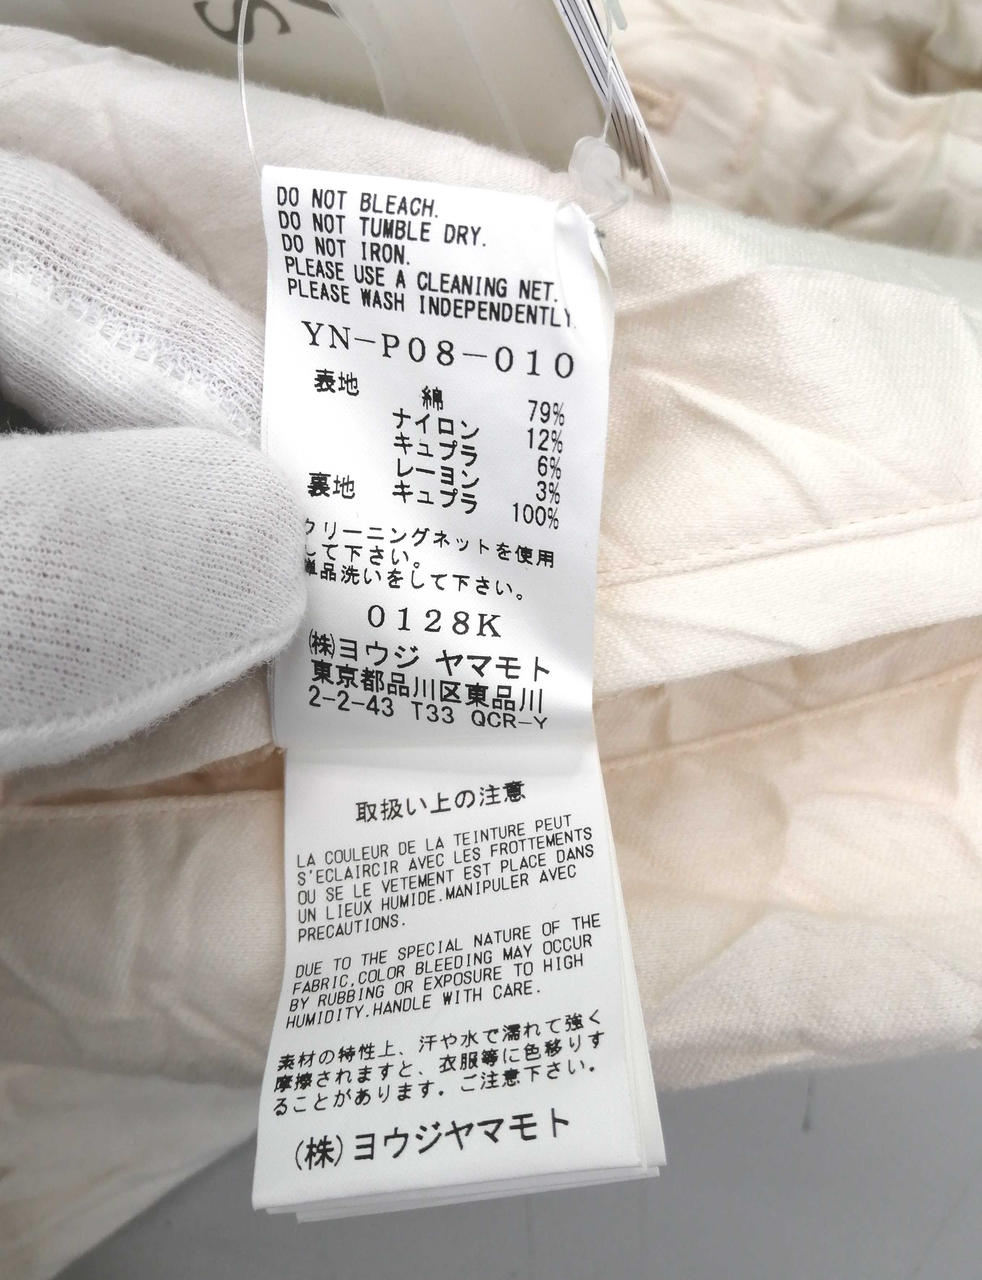 DO NOT BLEACH.
DO NOT TUMBLE DRY.
DO NOT IRON.
PLEASE USE A CLEANING NET.
PLEASE WASH INDEPENDENTLY.
YN-P08-010
表地 綿 79%
ナイロン 12%
キュプラ 6%
レーヨン 3%
裏地 キュプラ 100%
クリーニングネットを使用
して下さい。
単品洗いをして下さい。
0128K
(株)ヨウジ ヤマモト
東京都品川区東品川
2-2-43 T33 QCR-Y
取扱い上の注意
LA COULEUR DE LA TEINTURE PEUT
S'ECLAIRCIR AVEC LES FROTTEMENTS
OU SE LE VETEMENT EST PLACE DANS
UN LIEUX HUMIDE.MANIPULER AVEC
PRECAUTIONS.
DUE TO THE SPECIAL NATURE OF THE
FABRIC,COLOR BLEEDING MAY OCCUR
BY RUBBING OR EXPOSURE TO HIGH
HUMIDITY.HANDLE WITH CARE.
素材の特性上、汗や水で濡れて強く
摩擦されますと、衣服等に色移りす
ることがあります。ご注意下さい。
(株)ヨウジヤマモト